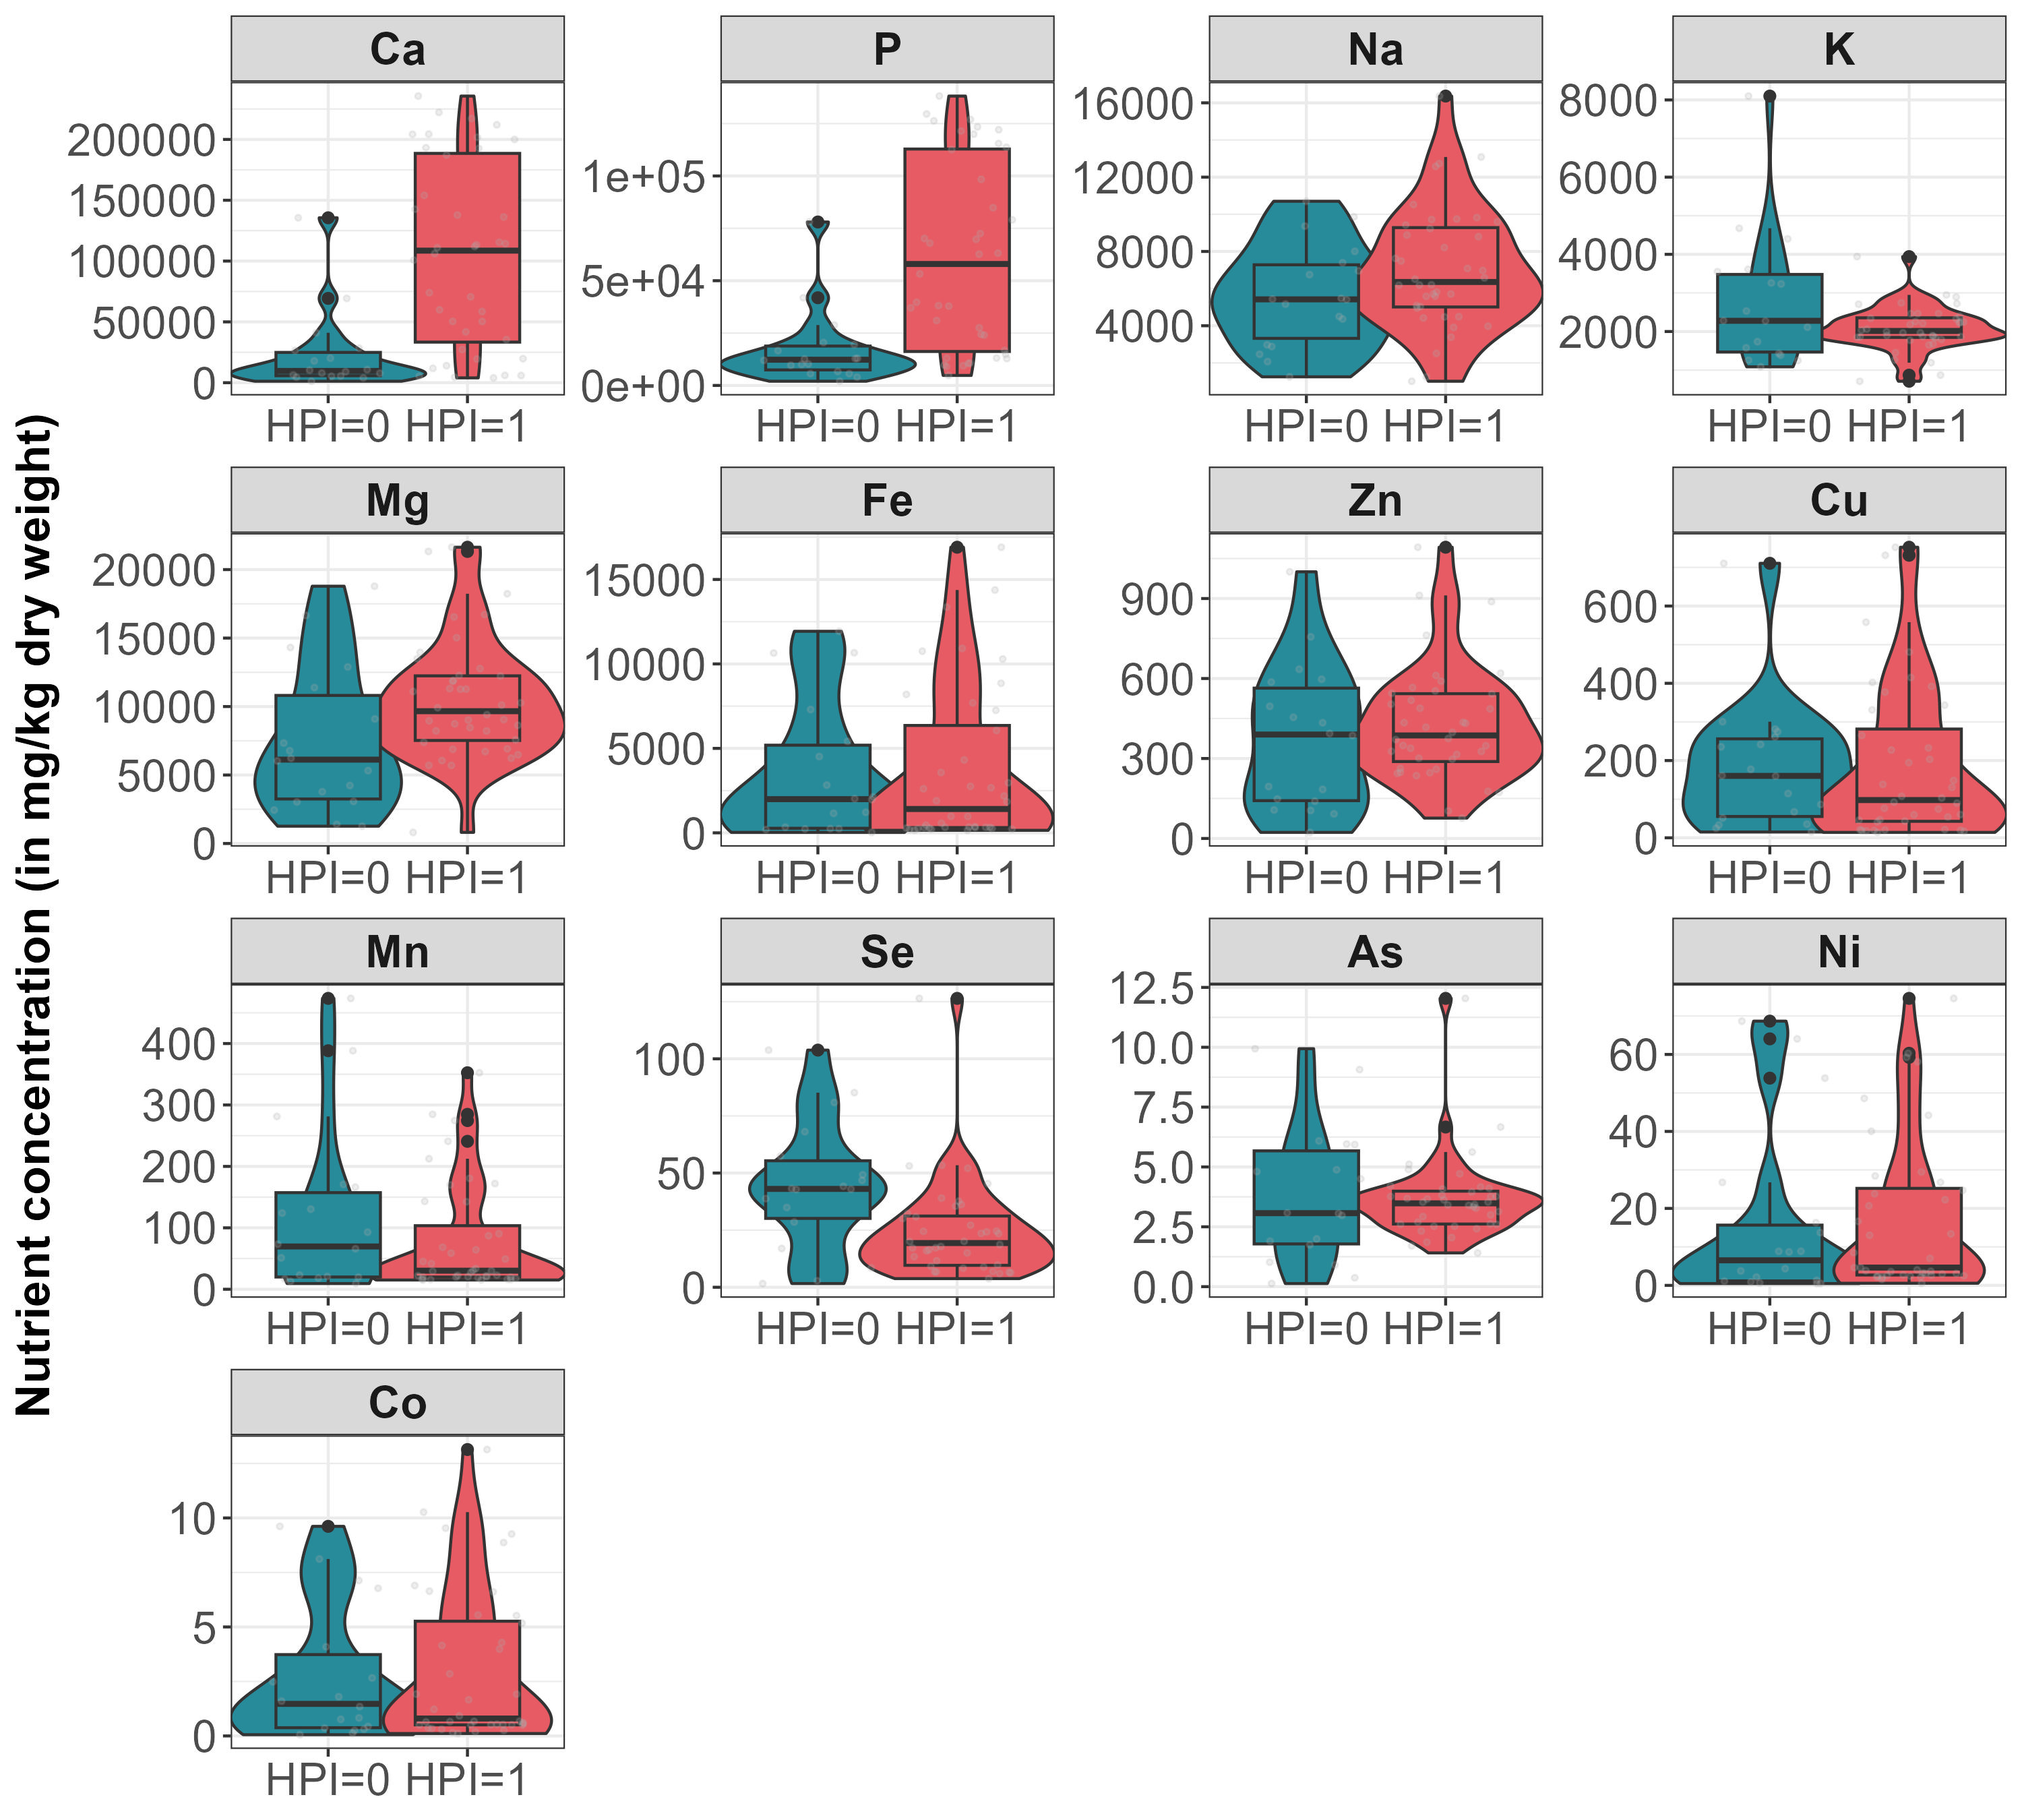 Nutrient concentration (in mg/kg dry weight)
Ca
200000
150000
100000
50000
0
HPI=0 HPI=1
P
1e+05
5e+04
0e+00
HPI=0 HPI=1
Na
16000
12000
8000
4000
HPI=0 HPI=1
K
8000
6000
4000
2000
HPI=0 HPI=1
Mg
20000
15000
10000
5000
0
HPI=0 HPI=1
Fe
15000
10000
5000
0
HPI=0 HPI=1
Zn
900
600
300
0
HPI=0 HPI=1
Cu
600
400
200
0
HPI=0 HPI=1
Mn
400
300
200
100
0
HPI=0 HPI=1
Se
100
50
0
HPI=0 HPI=1
As
12.5
10.0
7.5
5.0
2.5
0.0
HPI=0 HPI=1
Ni
60
40
20
0
HPI=0 HPI=1
Co
10
5
0
HPI=0 HPI=1